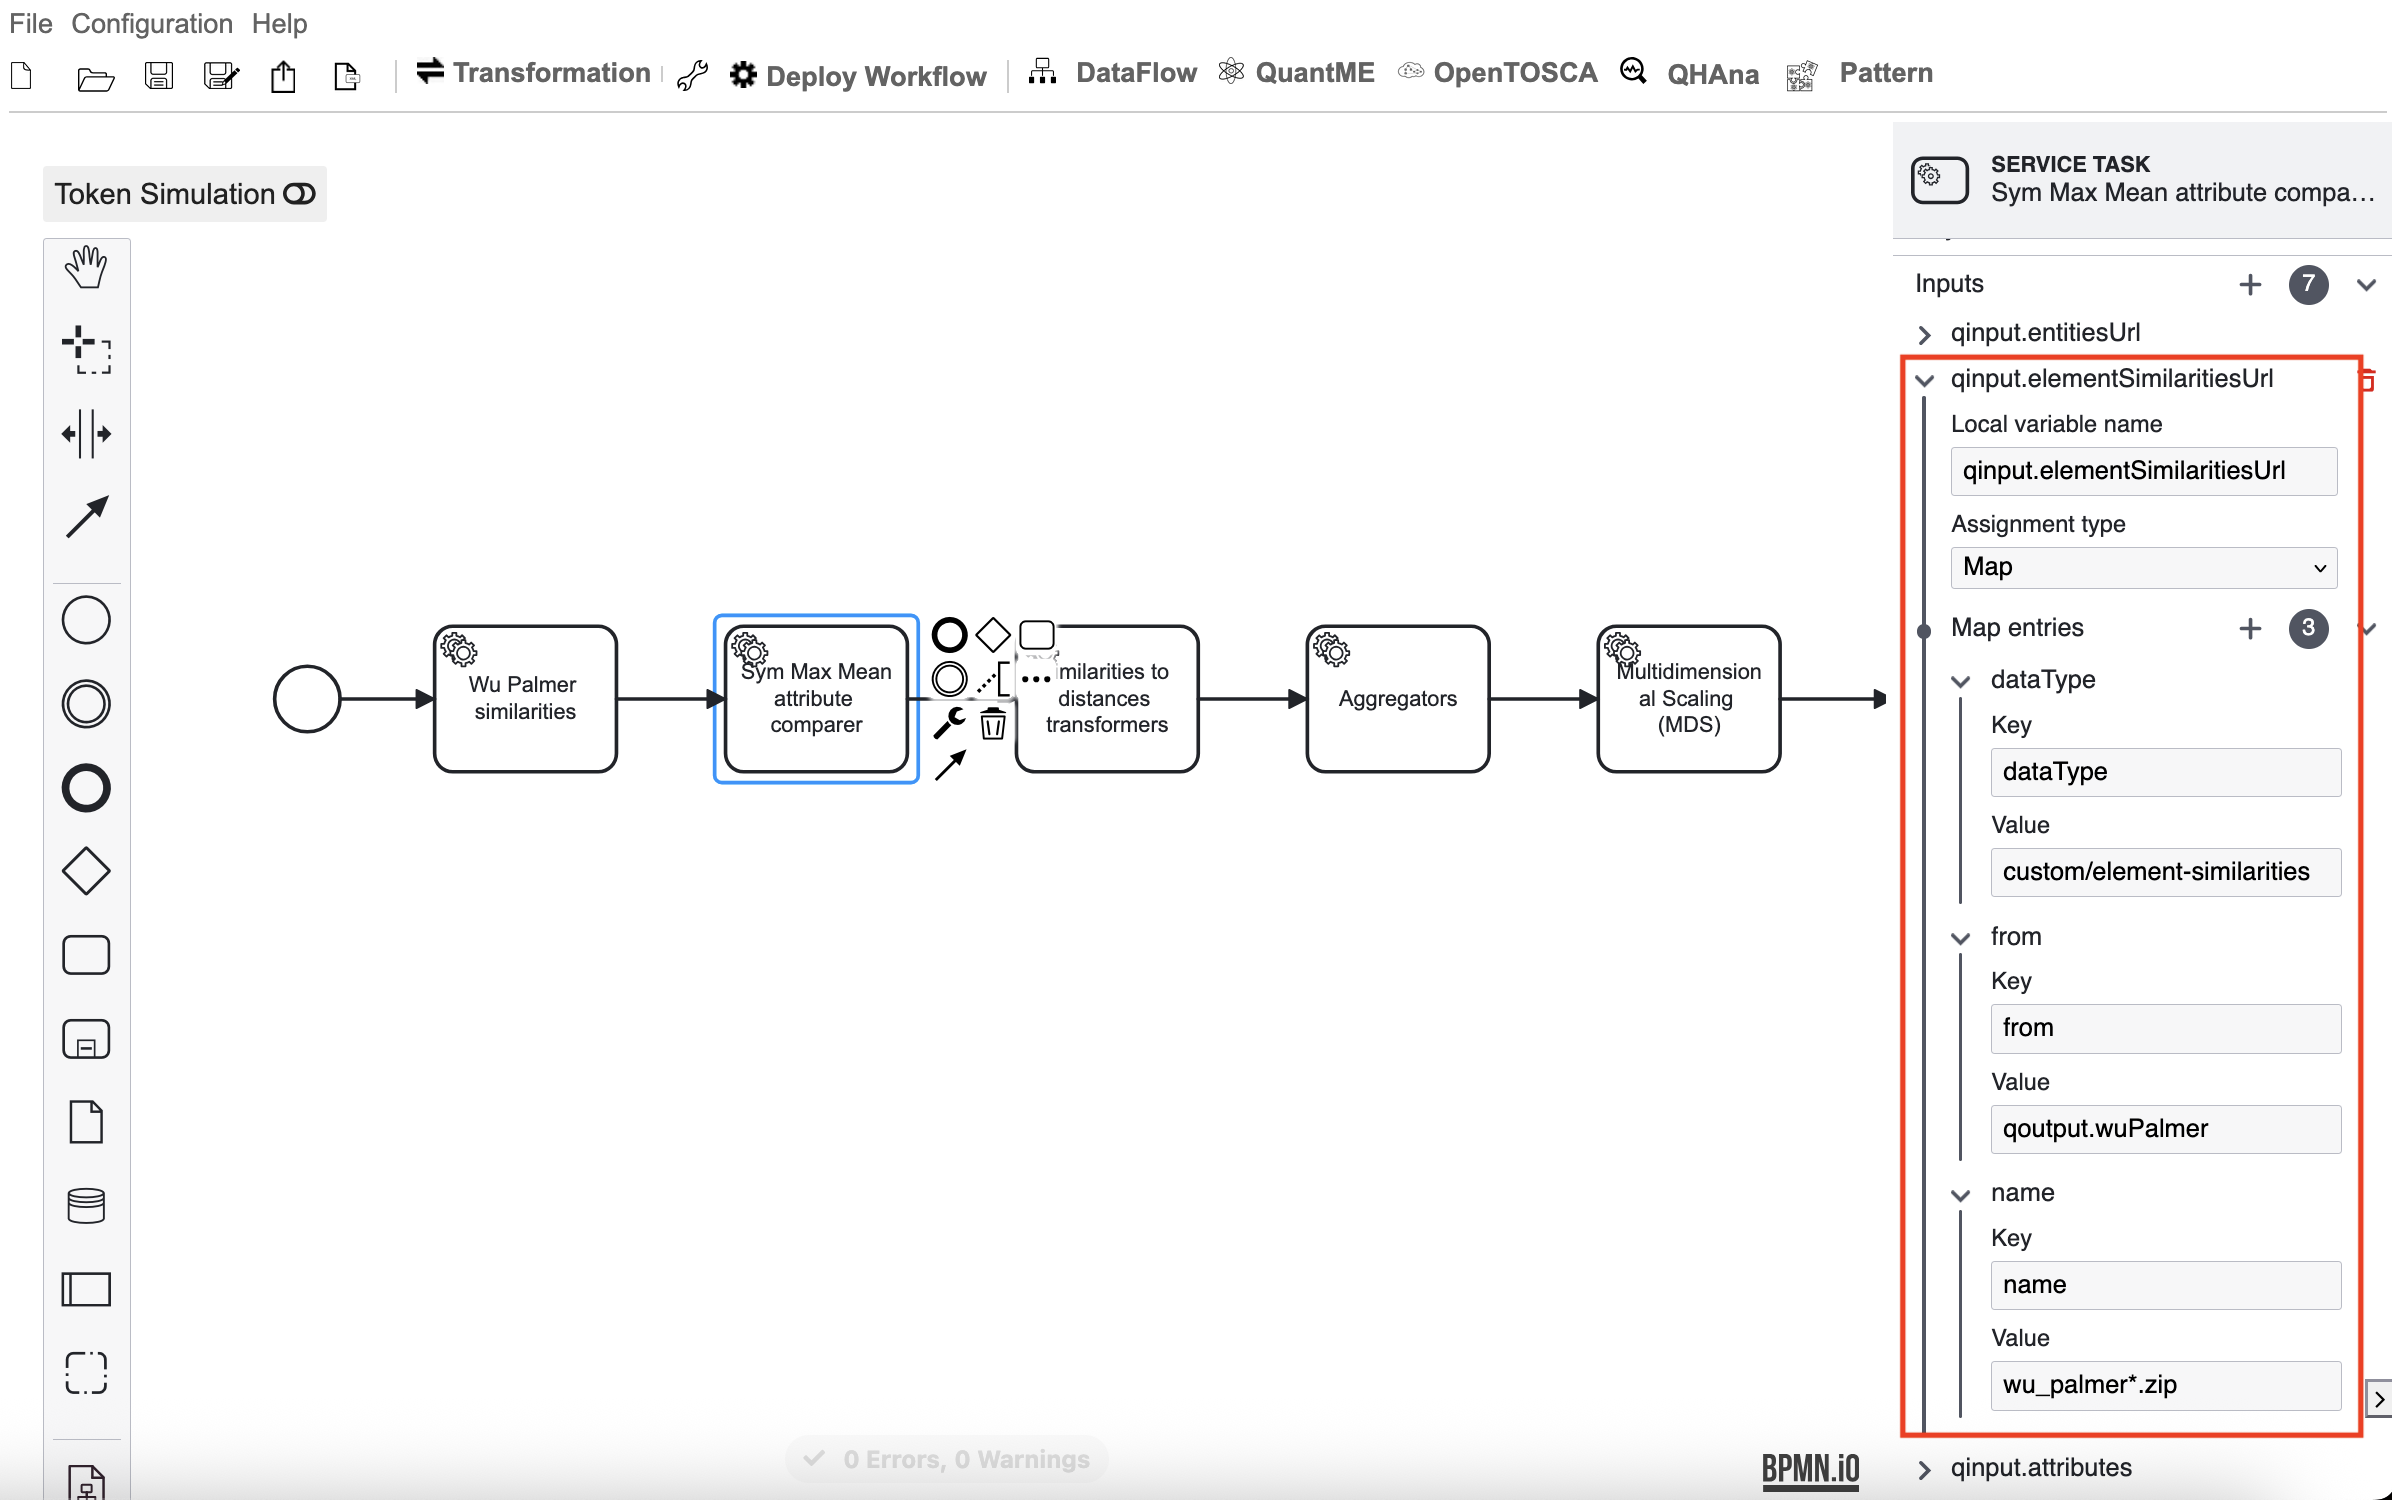 File Configuration Help
Transformation Deploy Workflow DataFlow QuantME OpenTOSCA QHAna Pattern
Token Simulation
Wu Palmer
similarities
Sym Max Mean
attribute
comparer
milarities to
distances
transformers
Aggregators
Multidimension
al Scaling
(MDS)
0 Errors, 0 Warnings
BPMN.iO
SERVICE TASK
Sym Max Mean attribute compa...
Inputs 7
qinput.entitiesUrl
qinput.elementSimilaritiesUrl
Local variable name
qinput.elementSimilaritiesUrl
Assignment type
Map
Map entries 3
dataType
Key
dataType
Value
custom/element-similarities
from
Key
from
Value
qoutput.wuPalmer
name
Key
name
Value
wu_palmer*.zip
qinput.attributes